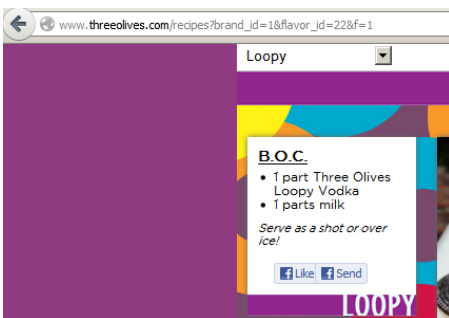 www.threeolives.com/recipes?brand_id=1&flavor_id=22&f=1
Loopy
B.O.C.
• 1 part Three Olives
Loopy Vodka
• 1 parts milk
Serve as a shot or over
ice!
Like Send
LOOPY